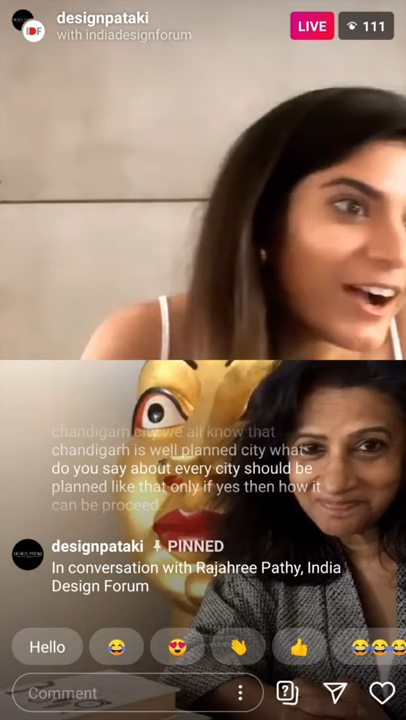 designpataki
LIVE
111
with indiadesignforum
IDF
chandigarh city we all know that
chandigarh is well planned city what
do you say about every city should be
planned like that only if yes then how it
can be proceed.
designpataki PINNED
In conversation with Rajahree Pathy, India
Design Forum
Hello
Comment